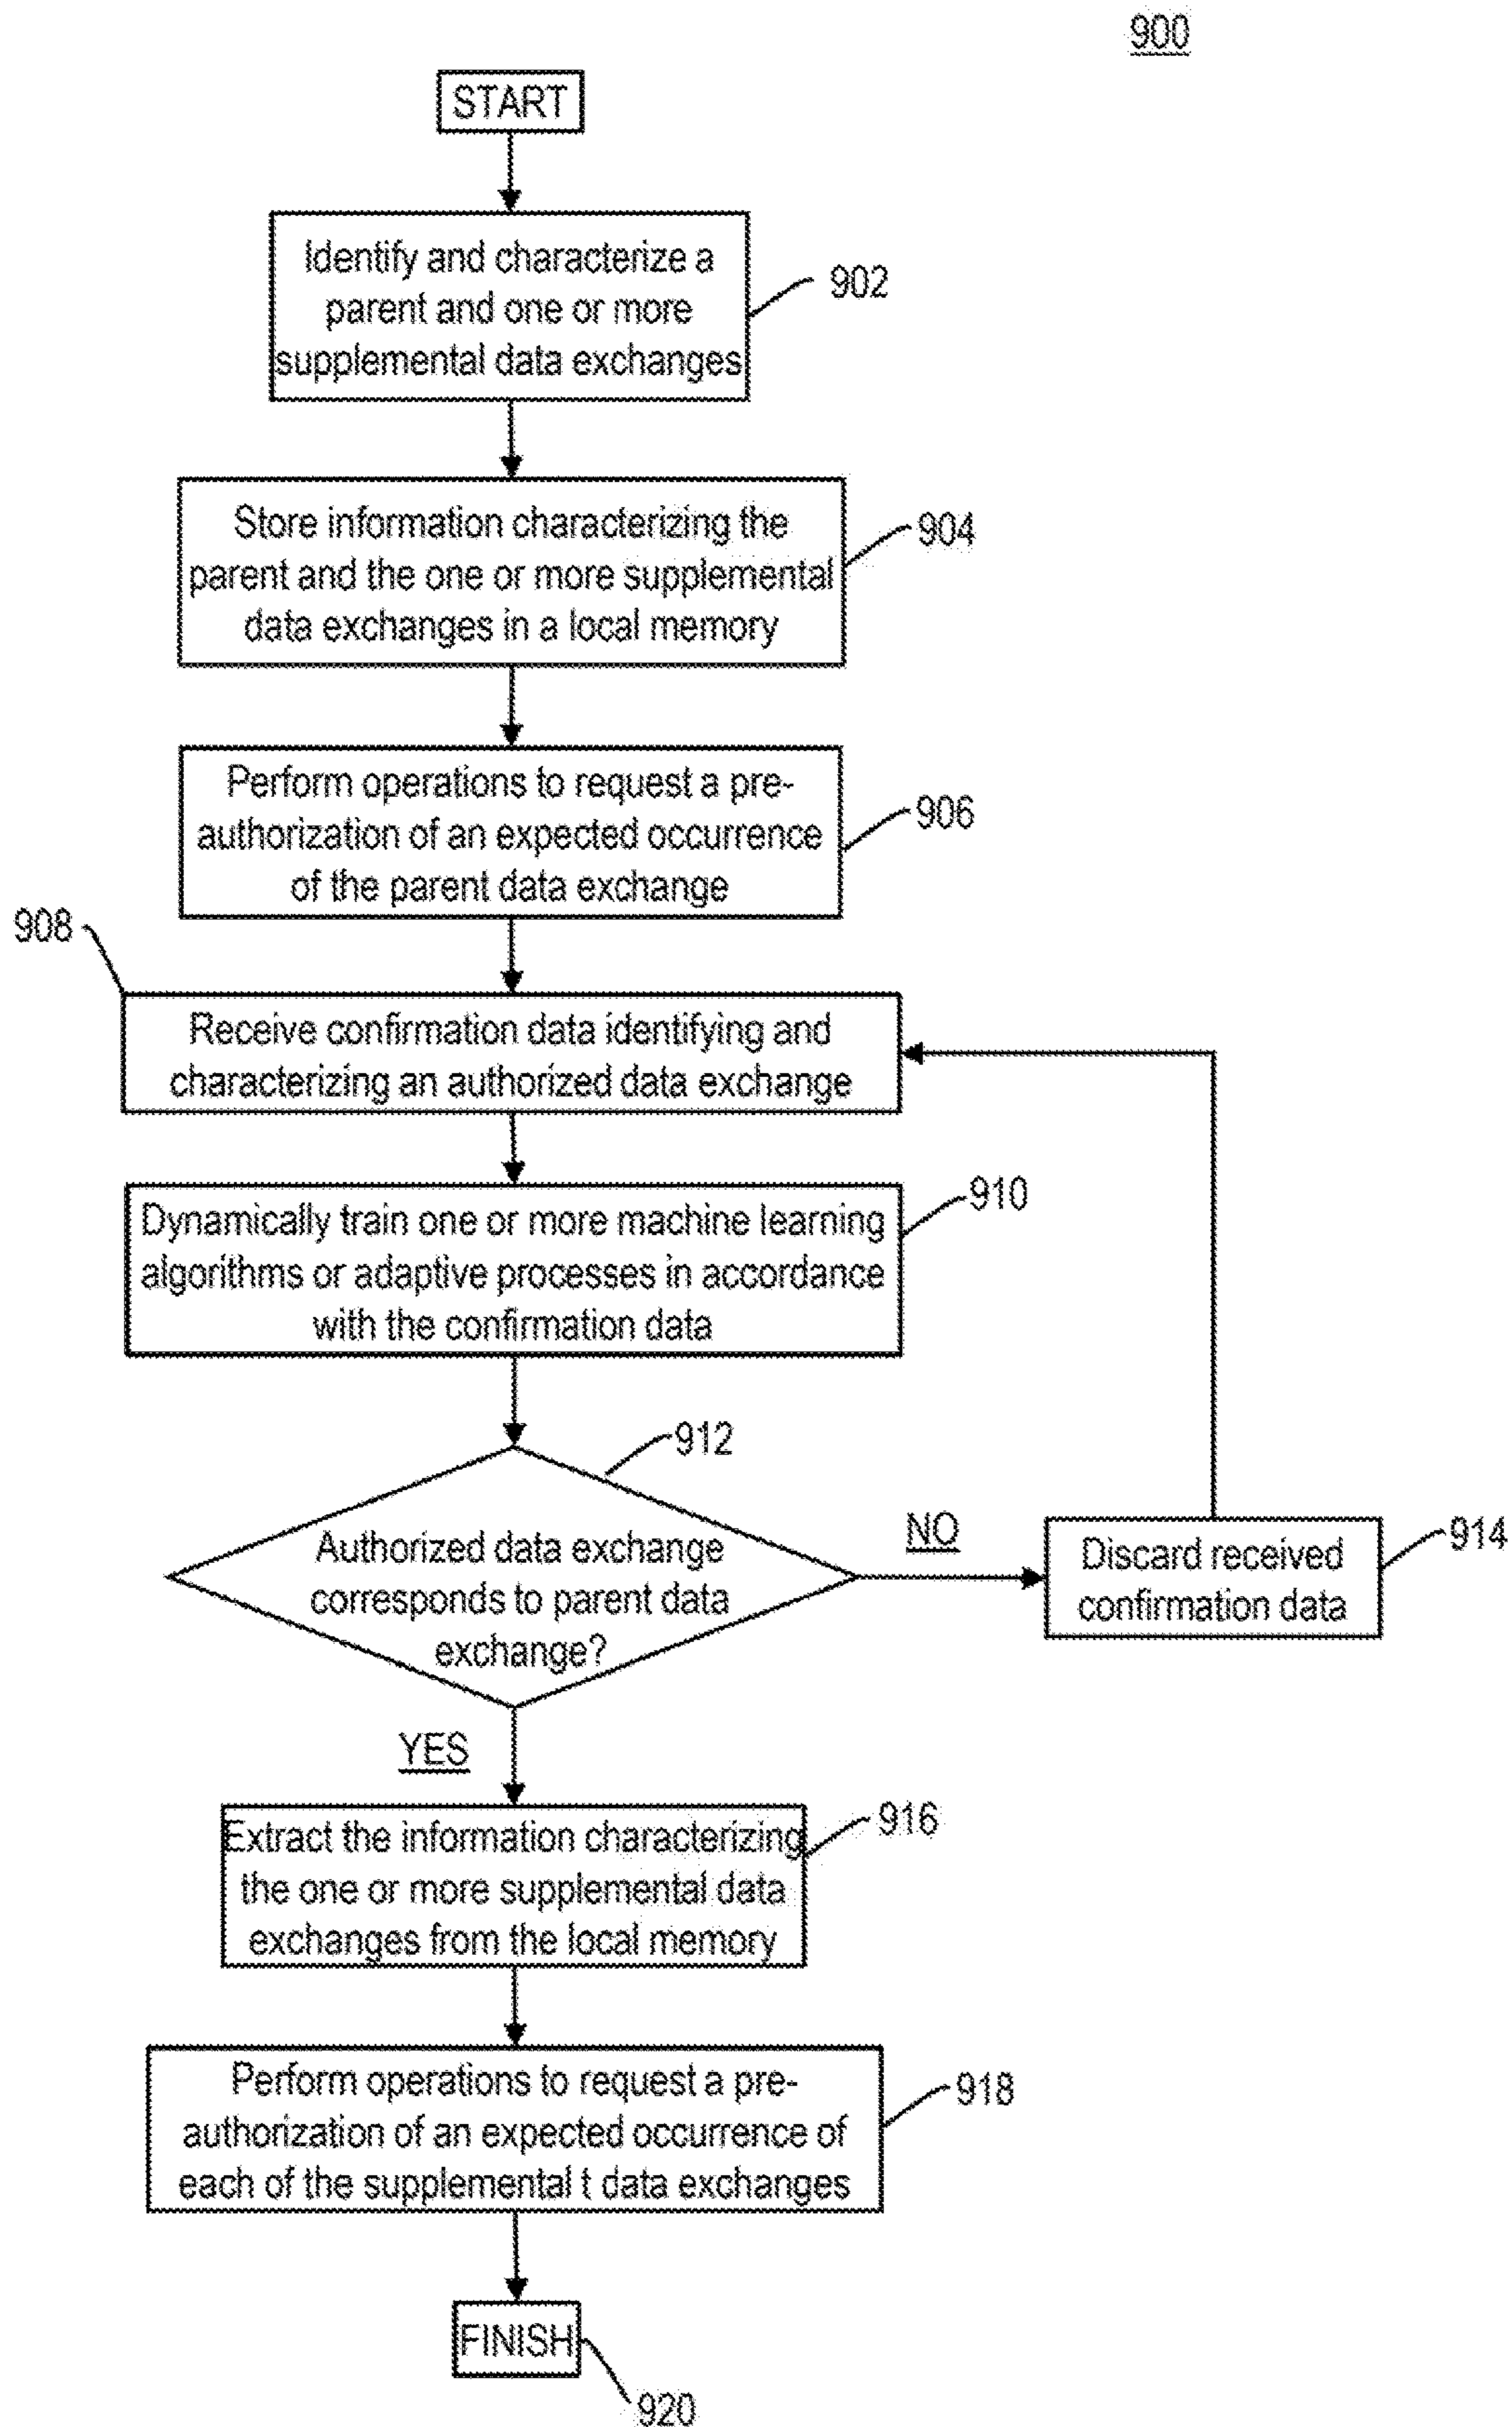 900
START
Identify and characterize a
parent and one or more
supplemental data exchanges
902
Store information characterizing the
parent and the one or more supplemental
data exchanges in a local memory
904
Perform operations to request a pre-
authorization of an expected occurrence
of the parent data exchange
906
908
Receive confirmation data identifying and
characterizing an authorized data exchange
Dynamically train one or more machine learning
algorithms or adaptive processes in accordance
with the confirmation data
910
912
Authorized data exchange
corresponds to parent data
exchange?
NO
Discard received
confirmation data
914
YES
Extract the information characterizing
the one or more supplemental data
exchanges from the local memory
916
Perform operations to request a pre-
authorization of an expected occurrence of
each of the supplemental t data exchanges
918
FINISH
920